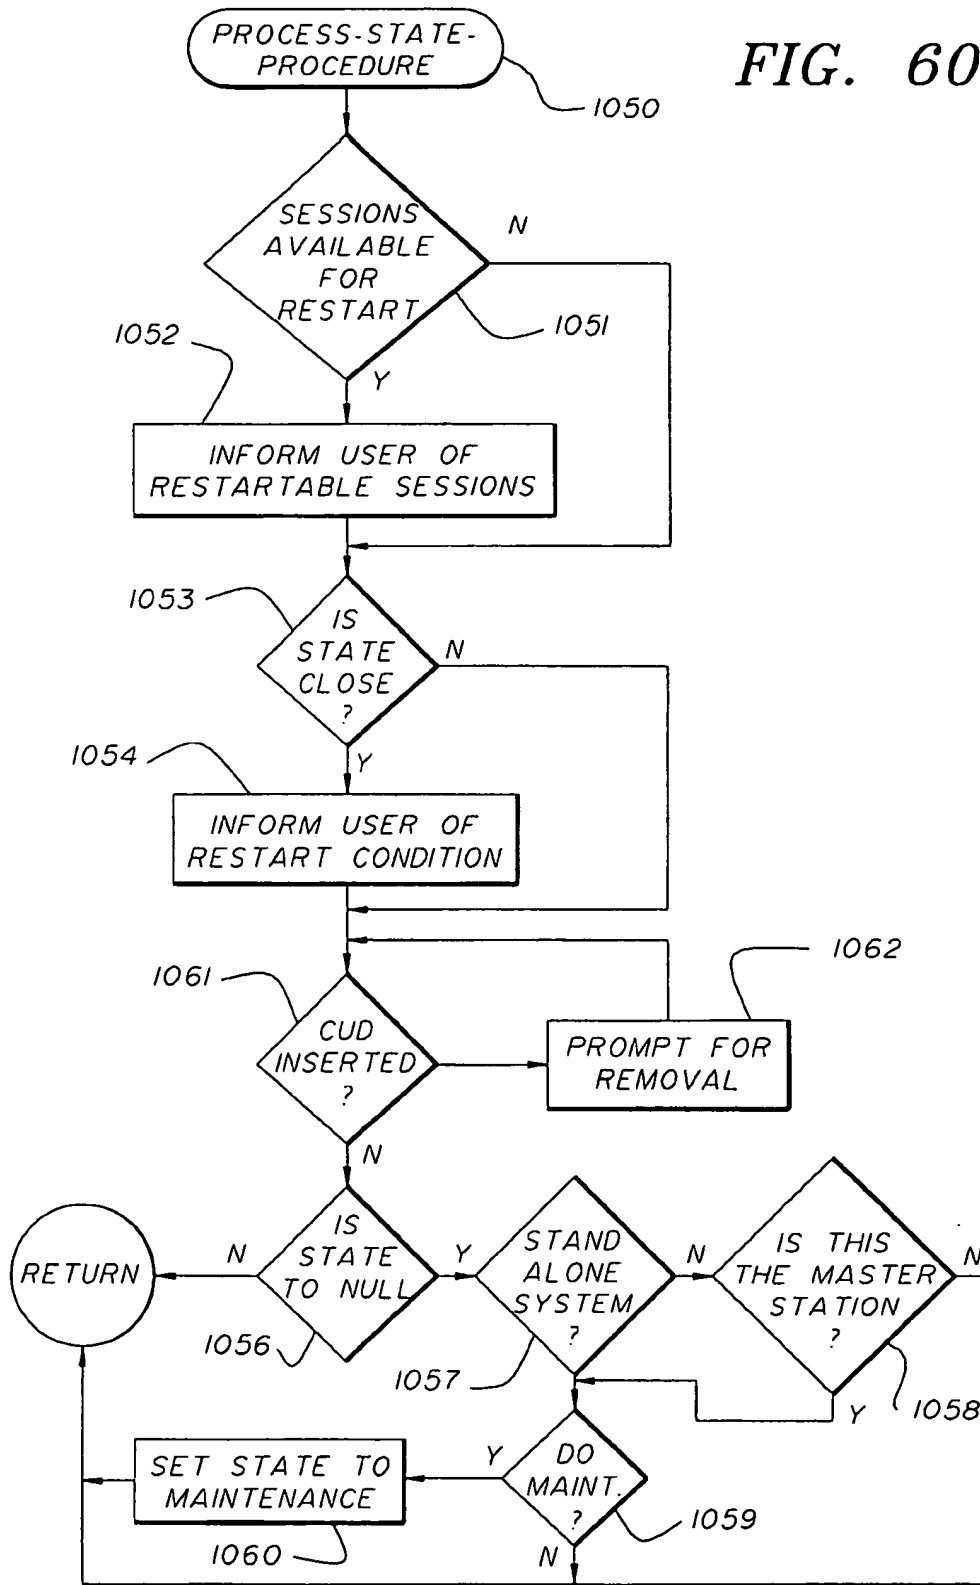 PROCESS-STATE-
PROCEDURE
FIG. 60
1050
SESSIONS
AVAILABLE
FOR
RESTART
N
1051
1052
Y
INFORM USER OF
RESTARTABLE SESSIONS
1053
IS
STATE
CLOSE
?
N
1054
Y
INFORM USER OF
RESTART CONDITION
1062
1061
CUD
INSERTED
?
PROMPT FOR
REMOVAL
N
RETURN
N
IS
STATE
TO NULL
Y
1056
STAND
ALONE
SYSTEM
?
N
1057
IS THIS
THE MASTER
STATION
?
N
Y
1058
SET STATE TO
MAINTENANCE
1060
Y
DO
MAINT.
?
1059
N